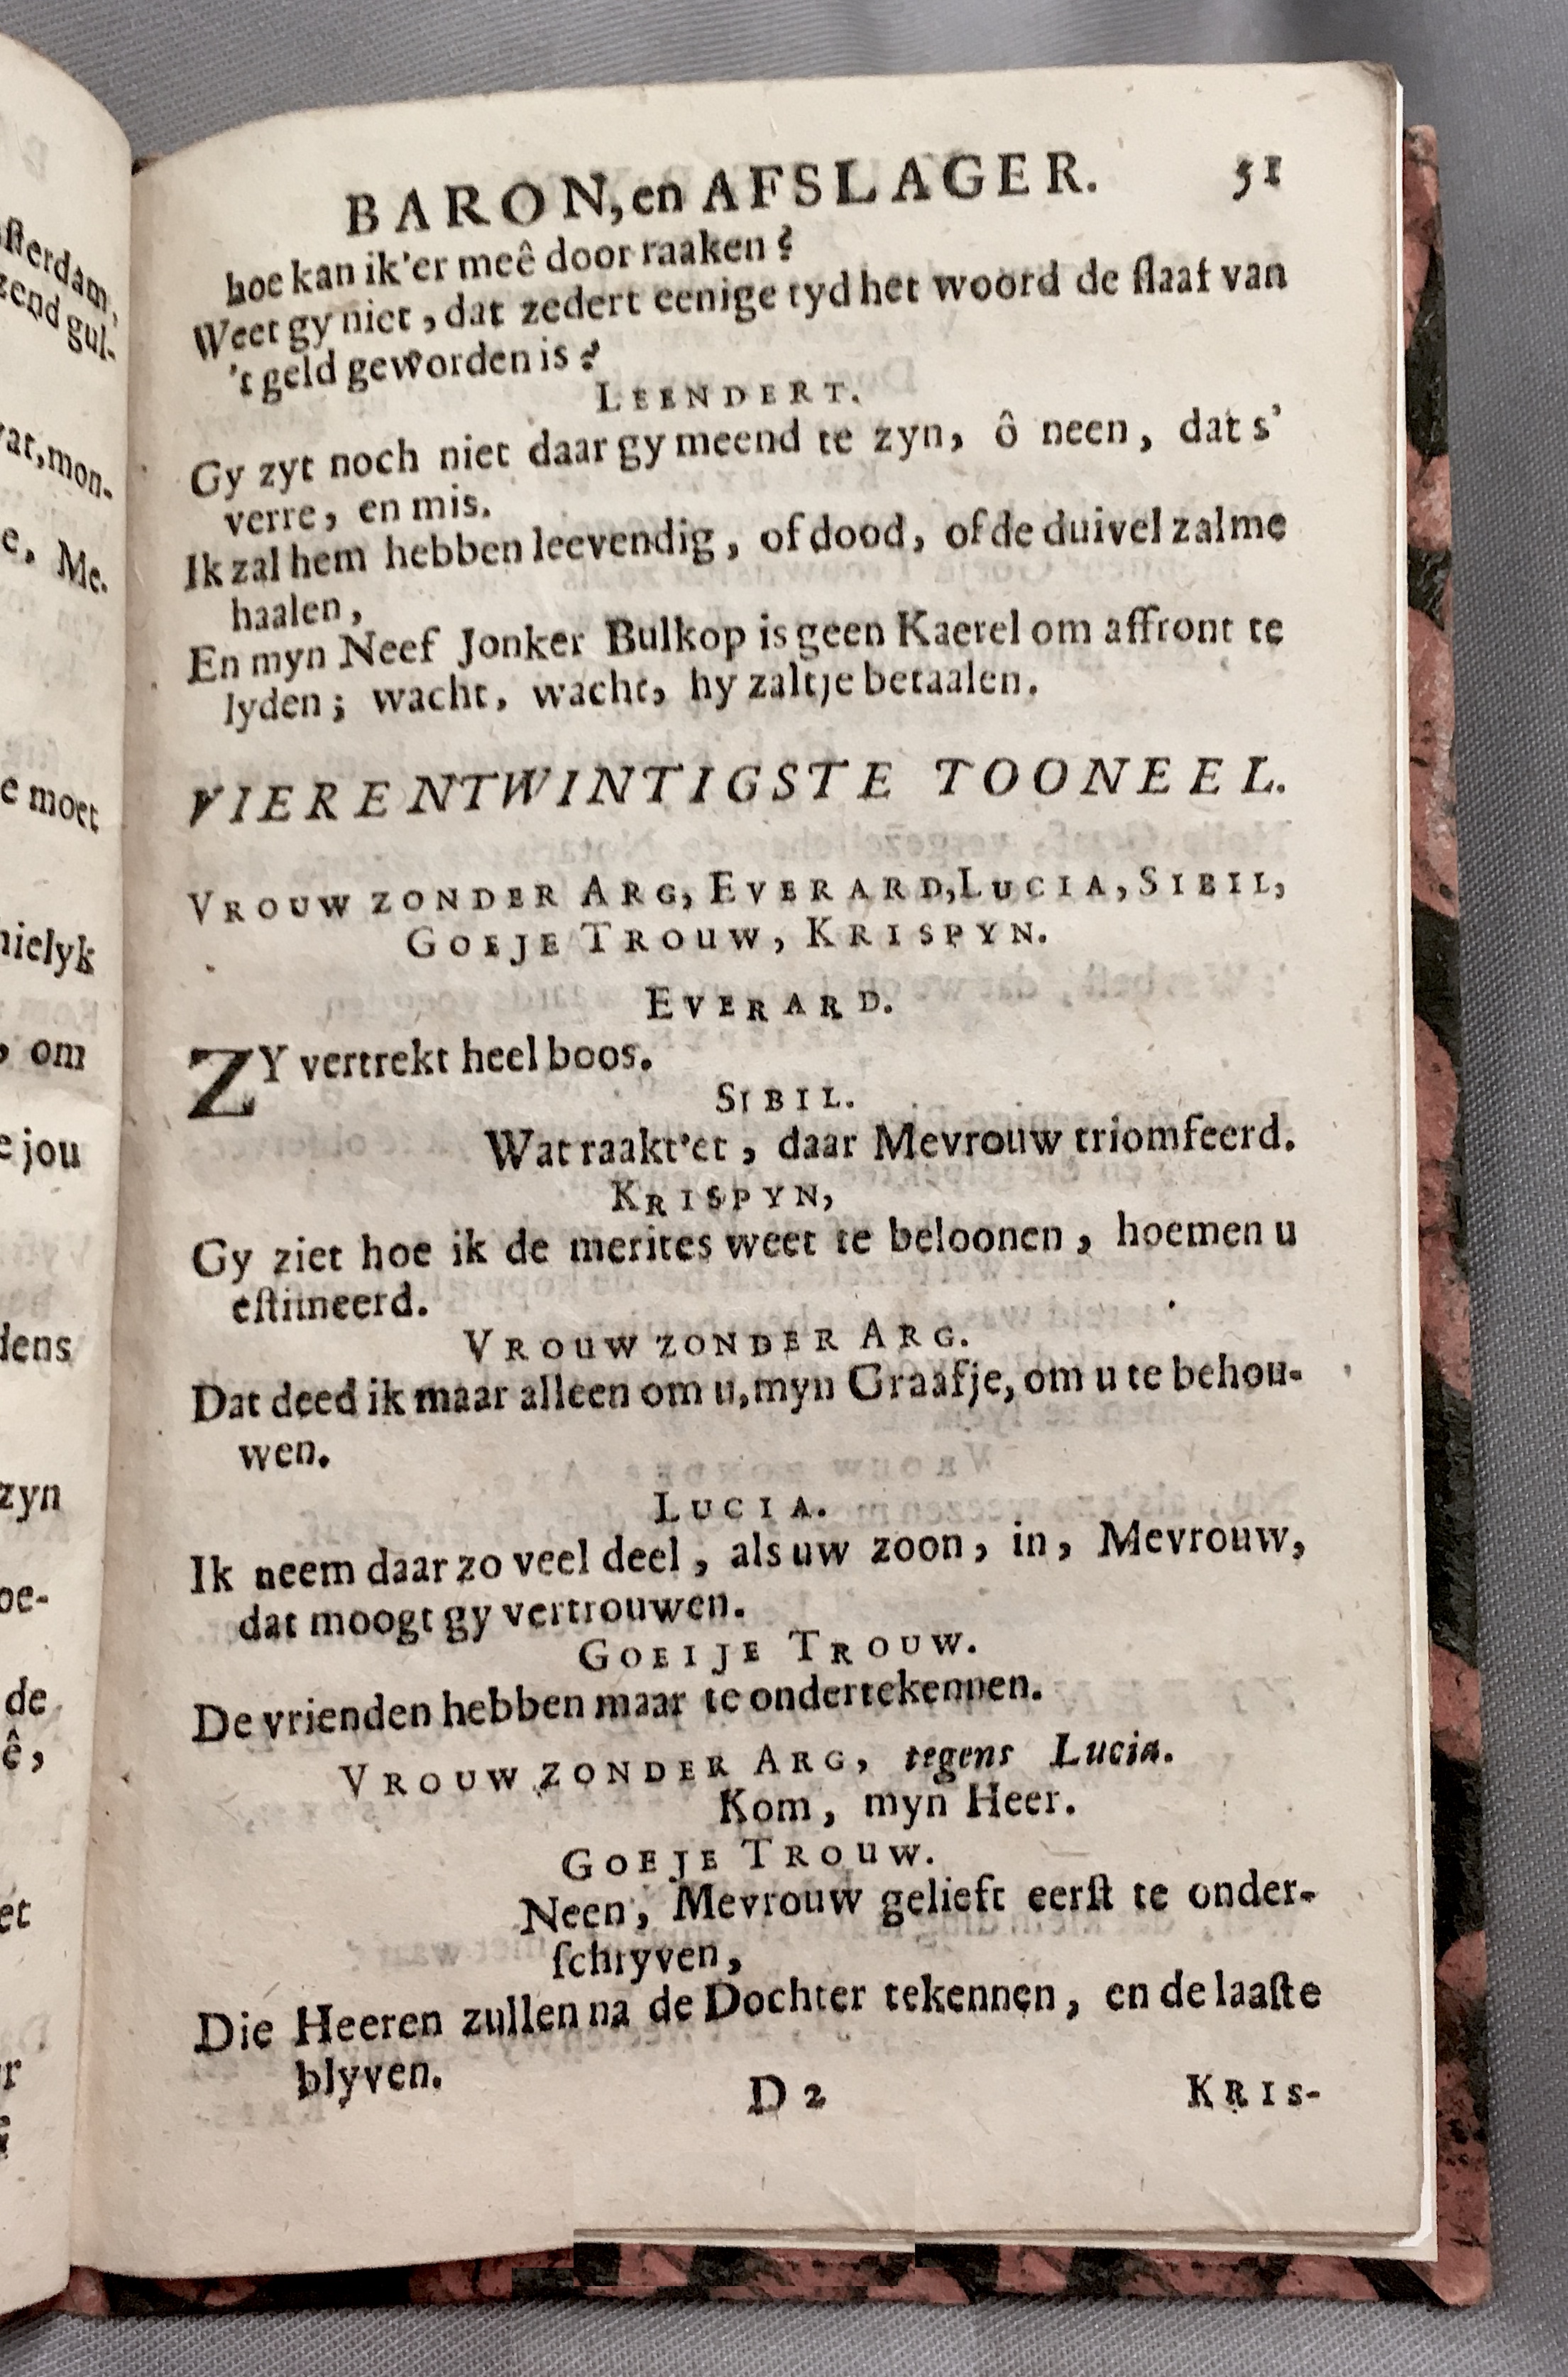 BARON, en AFSLAGER. 51
hoe kan ik'er meê door raaken?
Weet gy niet, dat zedert eenige tyd het woord de slaaf van
't geld geworden is?
LEENDERT.
Gy zyt noch niet daar gy meend te zyn, ô neen, dat s'
verre, en mis.
Ik zal hem hebben leevendig, of dood, of de duivel zal me
haalen,
En myn Neef Jonker Bulkop is geen Kaerel om affront te
lyden; wacht, wacht, hy zaltje betaalen.
VIERENTWINTIGSTE TOONEEL.
VROUW ZONDER ARG, EVERARD, LUCIA, SIBIL,
GOEJE TROUW, KRISPYN.
EVERARD.
ZY vertrekt heel boos.
SIBIL.
Wat raakt'et, daar Mevrouw triomfeerd.
KRISPYN,
Gy ziet hoe ik de merites weet te beloonen, hoemen u
eſtimeerd.
VROUW ZONDER ARG.
Dat deed ik maar alleen om u, myn Graafje, om u te behou-
wen.
LUCIA.
Ik neem daar zo veel deel, als uw zoon, in, Mevrouw,
dat moogt gy vertrouwen.
GOEIJE TROUW.
De vrienden hebben maar te ondertekennen.
VROUW ZONDER ARG, tegens Lucia.
Kom, myn Heer.
GOEJE TROUW.
Neen, Mevrouw gelieft eerſt te onder-
ſchryven,
Die Heeren zullen na de Dochter tekennen, en de laaſte
blyven.
D 2 KRIS-